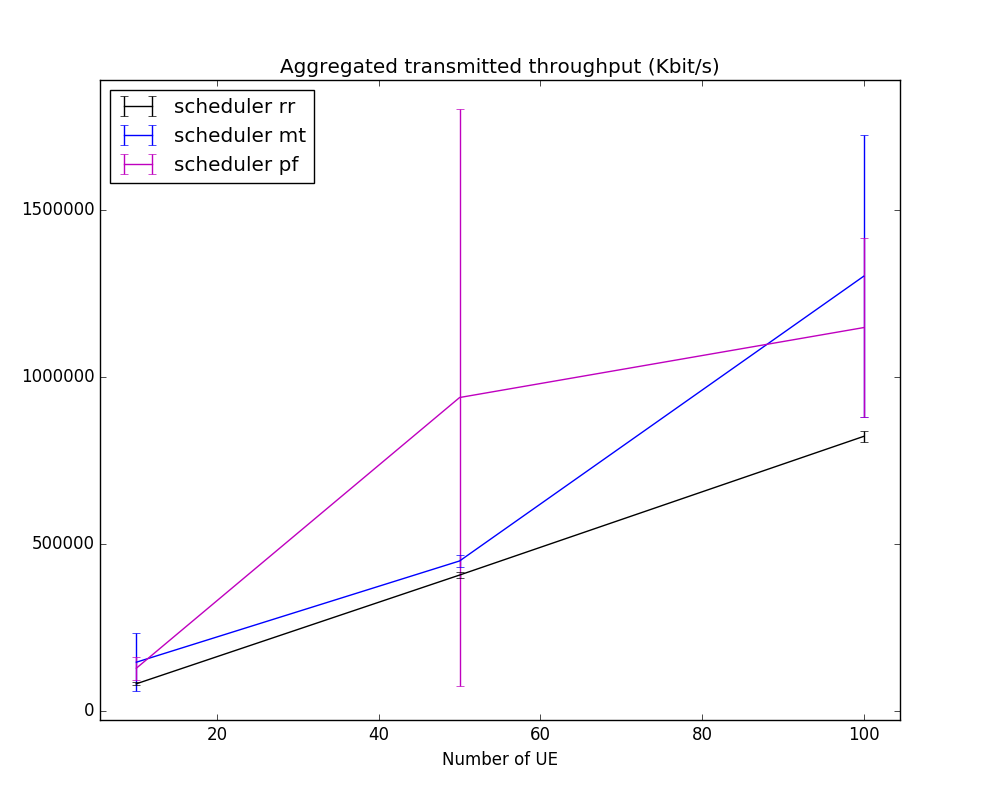 Aggregated transmitted throughput (Kbit/s)
scheduler rr
scheduler mt
scheduler pf
1500000
1000000
500000
0
20 40 60 80 100
Number of UE